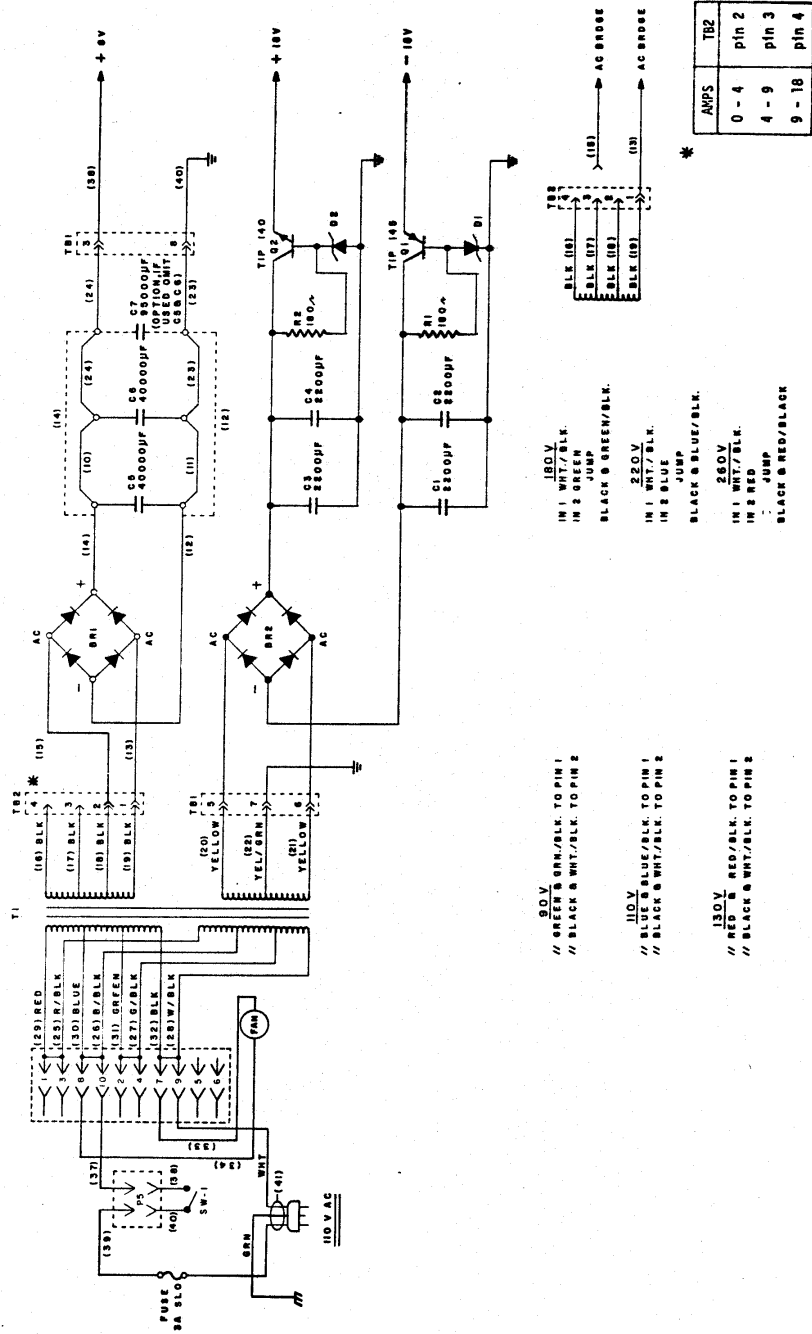 110 V AC
FUSE
3A SLO
(39)
(37)
P5
(40)
(38)
SW-1
GRN
WHT
(41)
(34)
(35)
FAN
1
3
8
10
2
4
7
9
5
6
(29) RED
(25) R/BLK
(30) BLUE
(26) B/BLK
(31) GREEN
(27) G/BLK
(32) BLK
(28) W/BLK
T1
(16) BLK
(17) BLK
(18) BLK
(19) BLK
TB2
*
4
3
2
1
(15)
(13)
AC
BR1
AC
-
+
(14)
(12)
C5
40000µF
(10)
(11)
C6
40000µF
(14)
(12)
(24)
(23)
C7
95000µF
(OPTION, IF
USED OMIT
C5&C6)
(24)
(23)
TB1
3
8
(38)
(40)
+ 8V
(20)
YELLOW
(22)
YEL/GRN
(21)
YELLOW
TB1
5
7
6
AC
BR2
AC
-
+
C3
2200µF
C4
2200µF
R2
180Ω
TIP 140
Q2
D2
+ 18V
C1
2200µF
C2
2200µF
R1
180Ω
TIP 145
Q1
D1
- 18V
90V
// GREEN & GRN./BLK. TO PIN 1
// BLACK & WHT./BLK. TO PIN 2
110V
// BLUE & BLUE/BLK. TO PIN 1
// BLACK & WHT./BLK. TO PIN 2
130V
// RED & RED/BLK. TO PIN 1
// BLACK & WHT./BLK. TO PIN 2
180V
IN 1 WHT./BLK.
IN 2 GREEN
JUMP
BLACK & GREEN/BLK.
220V
IN 1 WHT./BLK.
IN 2 BLUE
JUMP
BLACK & BLUE/BLK.
260V
IN 1 WHT./BLK.
IN 2 RED
JUMP
BLACK & RED/BLACK
BLK (16)
BLK (17)
BLK (18)
BLK (19)
TB2
4
3
2
1
(15)
(13)
AC BRDGE
AC BRDGE
*
AMPS TB2
0 - 4 pin 2
4 - 9 pin 3
9 - 18 pin 4